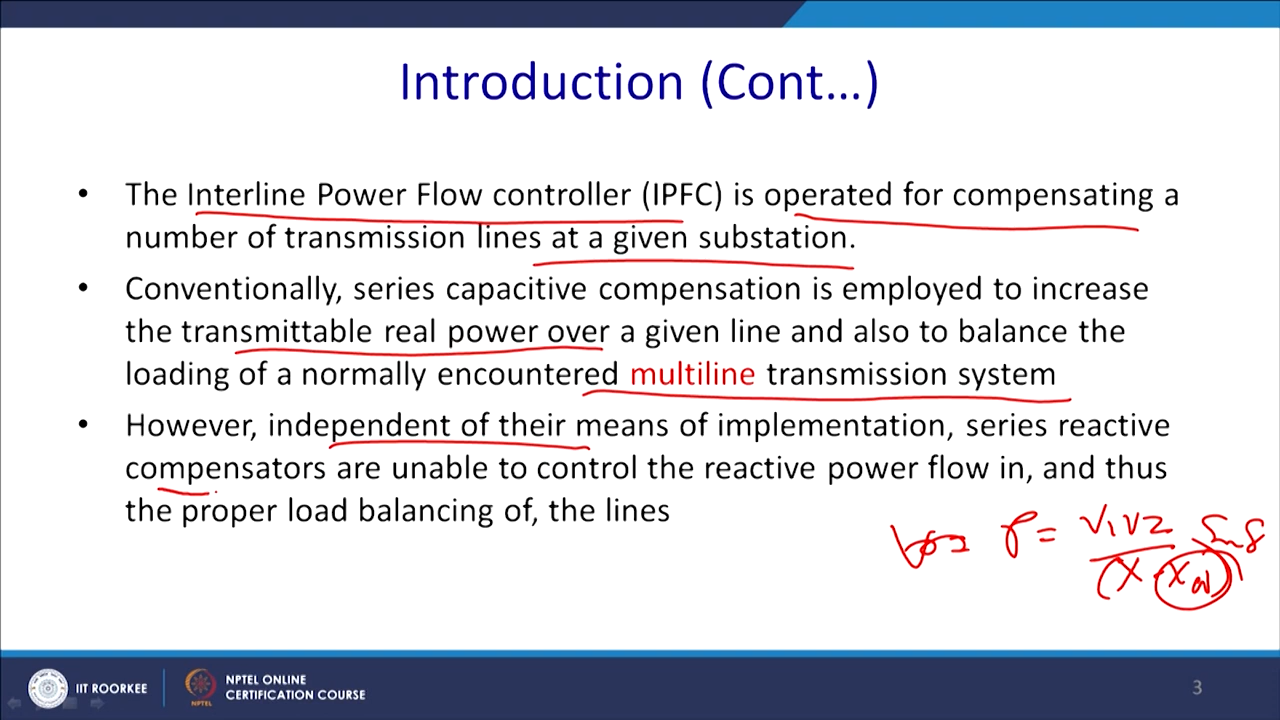 Introduction (Cont...)
• The Interline Power Flow controller (IPFC) is operated for compensating a
number of transmission lines at a given substation.
• Conventionally, series capacitive compensation is employed to increase
the transmittable real power over a given line and also to balance the
loading of a normally encountered multiline transmission system
• However, independent of their means of implementation, series reactive
compensators are unable to control the reactive power flow in, and thus
the proper load balancing of, the lines
P = V1V2
IIT ROORKEE
NPTEL ONLINE
CERTIFICATION COURSE
NPTEL
3